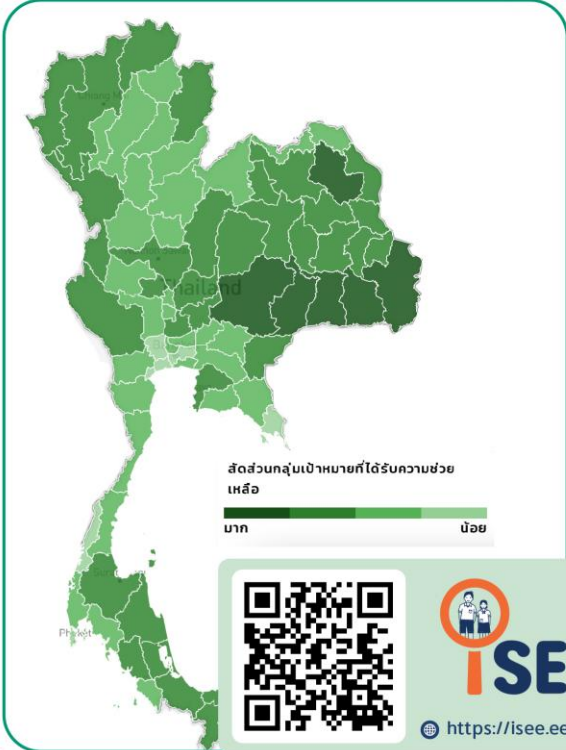 Thailand
สัดส่วนกลุ่มเป้าหมายที่ได้รับความช่วย
เหลือ
มาก น้อย
Phuket
iSE
https://isee.ee